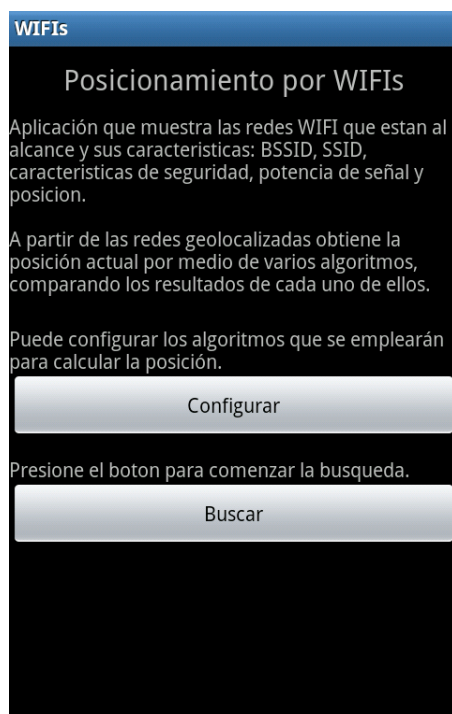 WIFIs
Posicionamiento por WIFIs
Aplicación que muestra las redes WIFI que estan al
alcance y sus caracteristicas: BSSID, SSID,
caracteristicas de seguridad, potencia de señal y
posicion.
A partir de las redes geolocalizadas obtiene la
posición actual por medio de varios algoritmos,
comparando los resultados de cada uno de ellos.
Puede configurar los algoritmos que se emplearán
para calcular la posición.
Configurar
Presione el boton para comenzar la busqueda.
Buscar